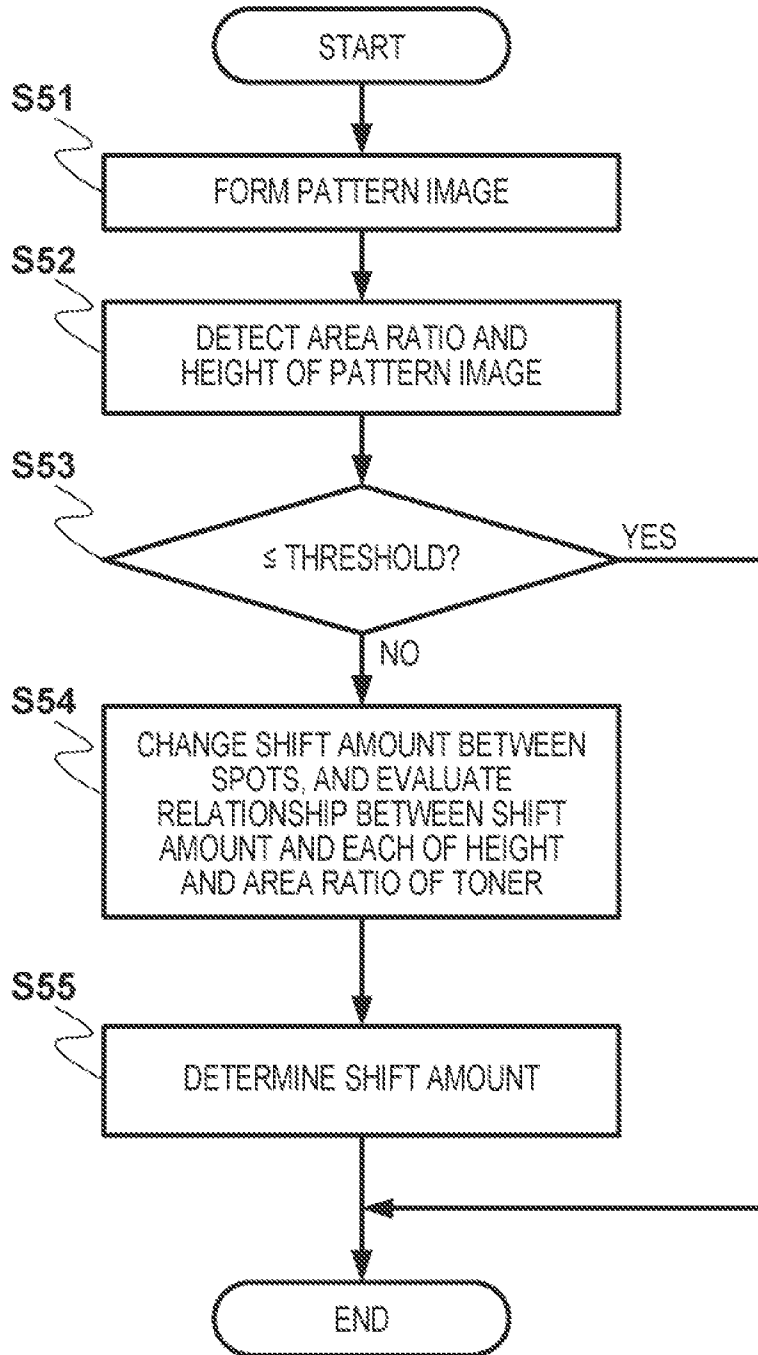 START
S51
FORM PATTERN IMAGE
S52
DETECT AREA RATIO AND
HEIGHT OF PATTERN IMAGE
S53
≤ THRESHOLD?
YES
NO
S54
CHANGE SHIFT AMOUNT BETWEEN
SPOTS, AND EVALUATE
RELATIONSHIP BETWEEN SHIFT
AMOUNT AND EACH OF HEIGHT
AND AREA RATIO OF TONER
S55
DETERMINE SHIFT AMOUNT
END